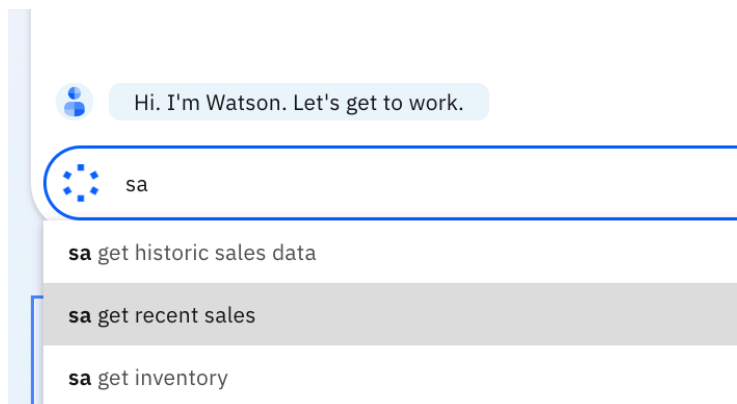 Hi. I'm Watson. Let's get to work.
sa
sa get historic sales data
sa get recent sales
sa get inventory